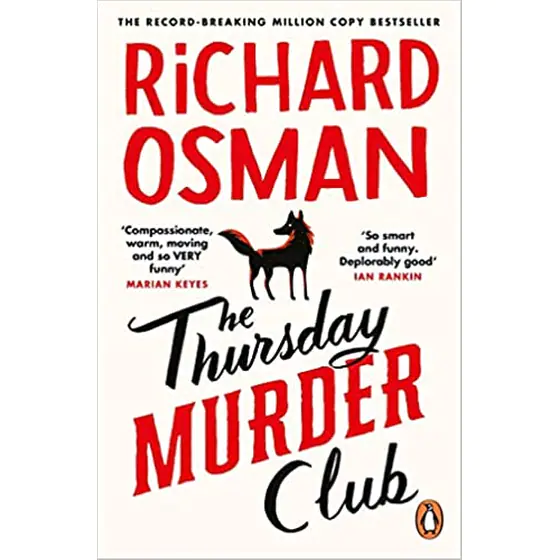 THE RECORD-BREAKING MILLION COPY BESTSELLER
RiCHARD
OSMAN
'Compassionate,
warm, moving
and so VERY
funny'
MARIAN KEYES
'So smart
and funny.
Deplorably good'
IAN RANKIN
The
Thursday
MURDER
Club